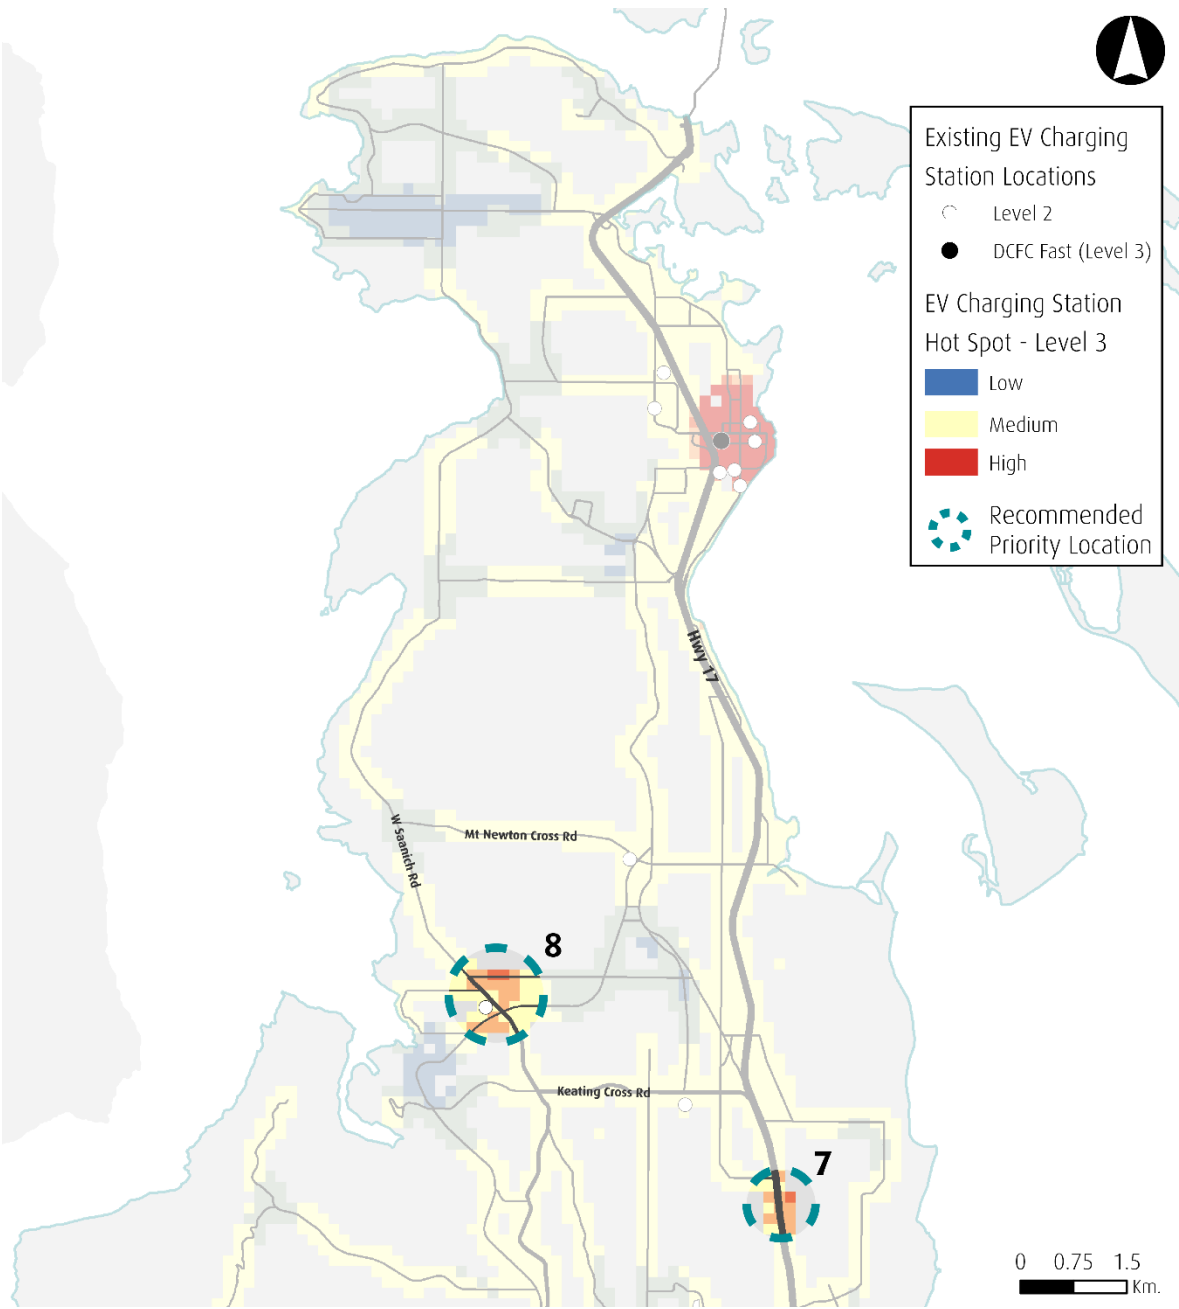 Existing EV Charging
Station Locations
Level 2
DCFC Fast (Level 3)
EV Charging Station
Hot Spot - Level 3
Low
Medium
High
Recommended
Priority Location
Hwy 17
W Saanich Rd
Mt Newton Cross Rd
8
Keating Cross Rd
7
0 0.75 1.5
Km.